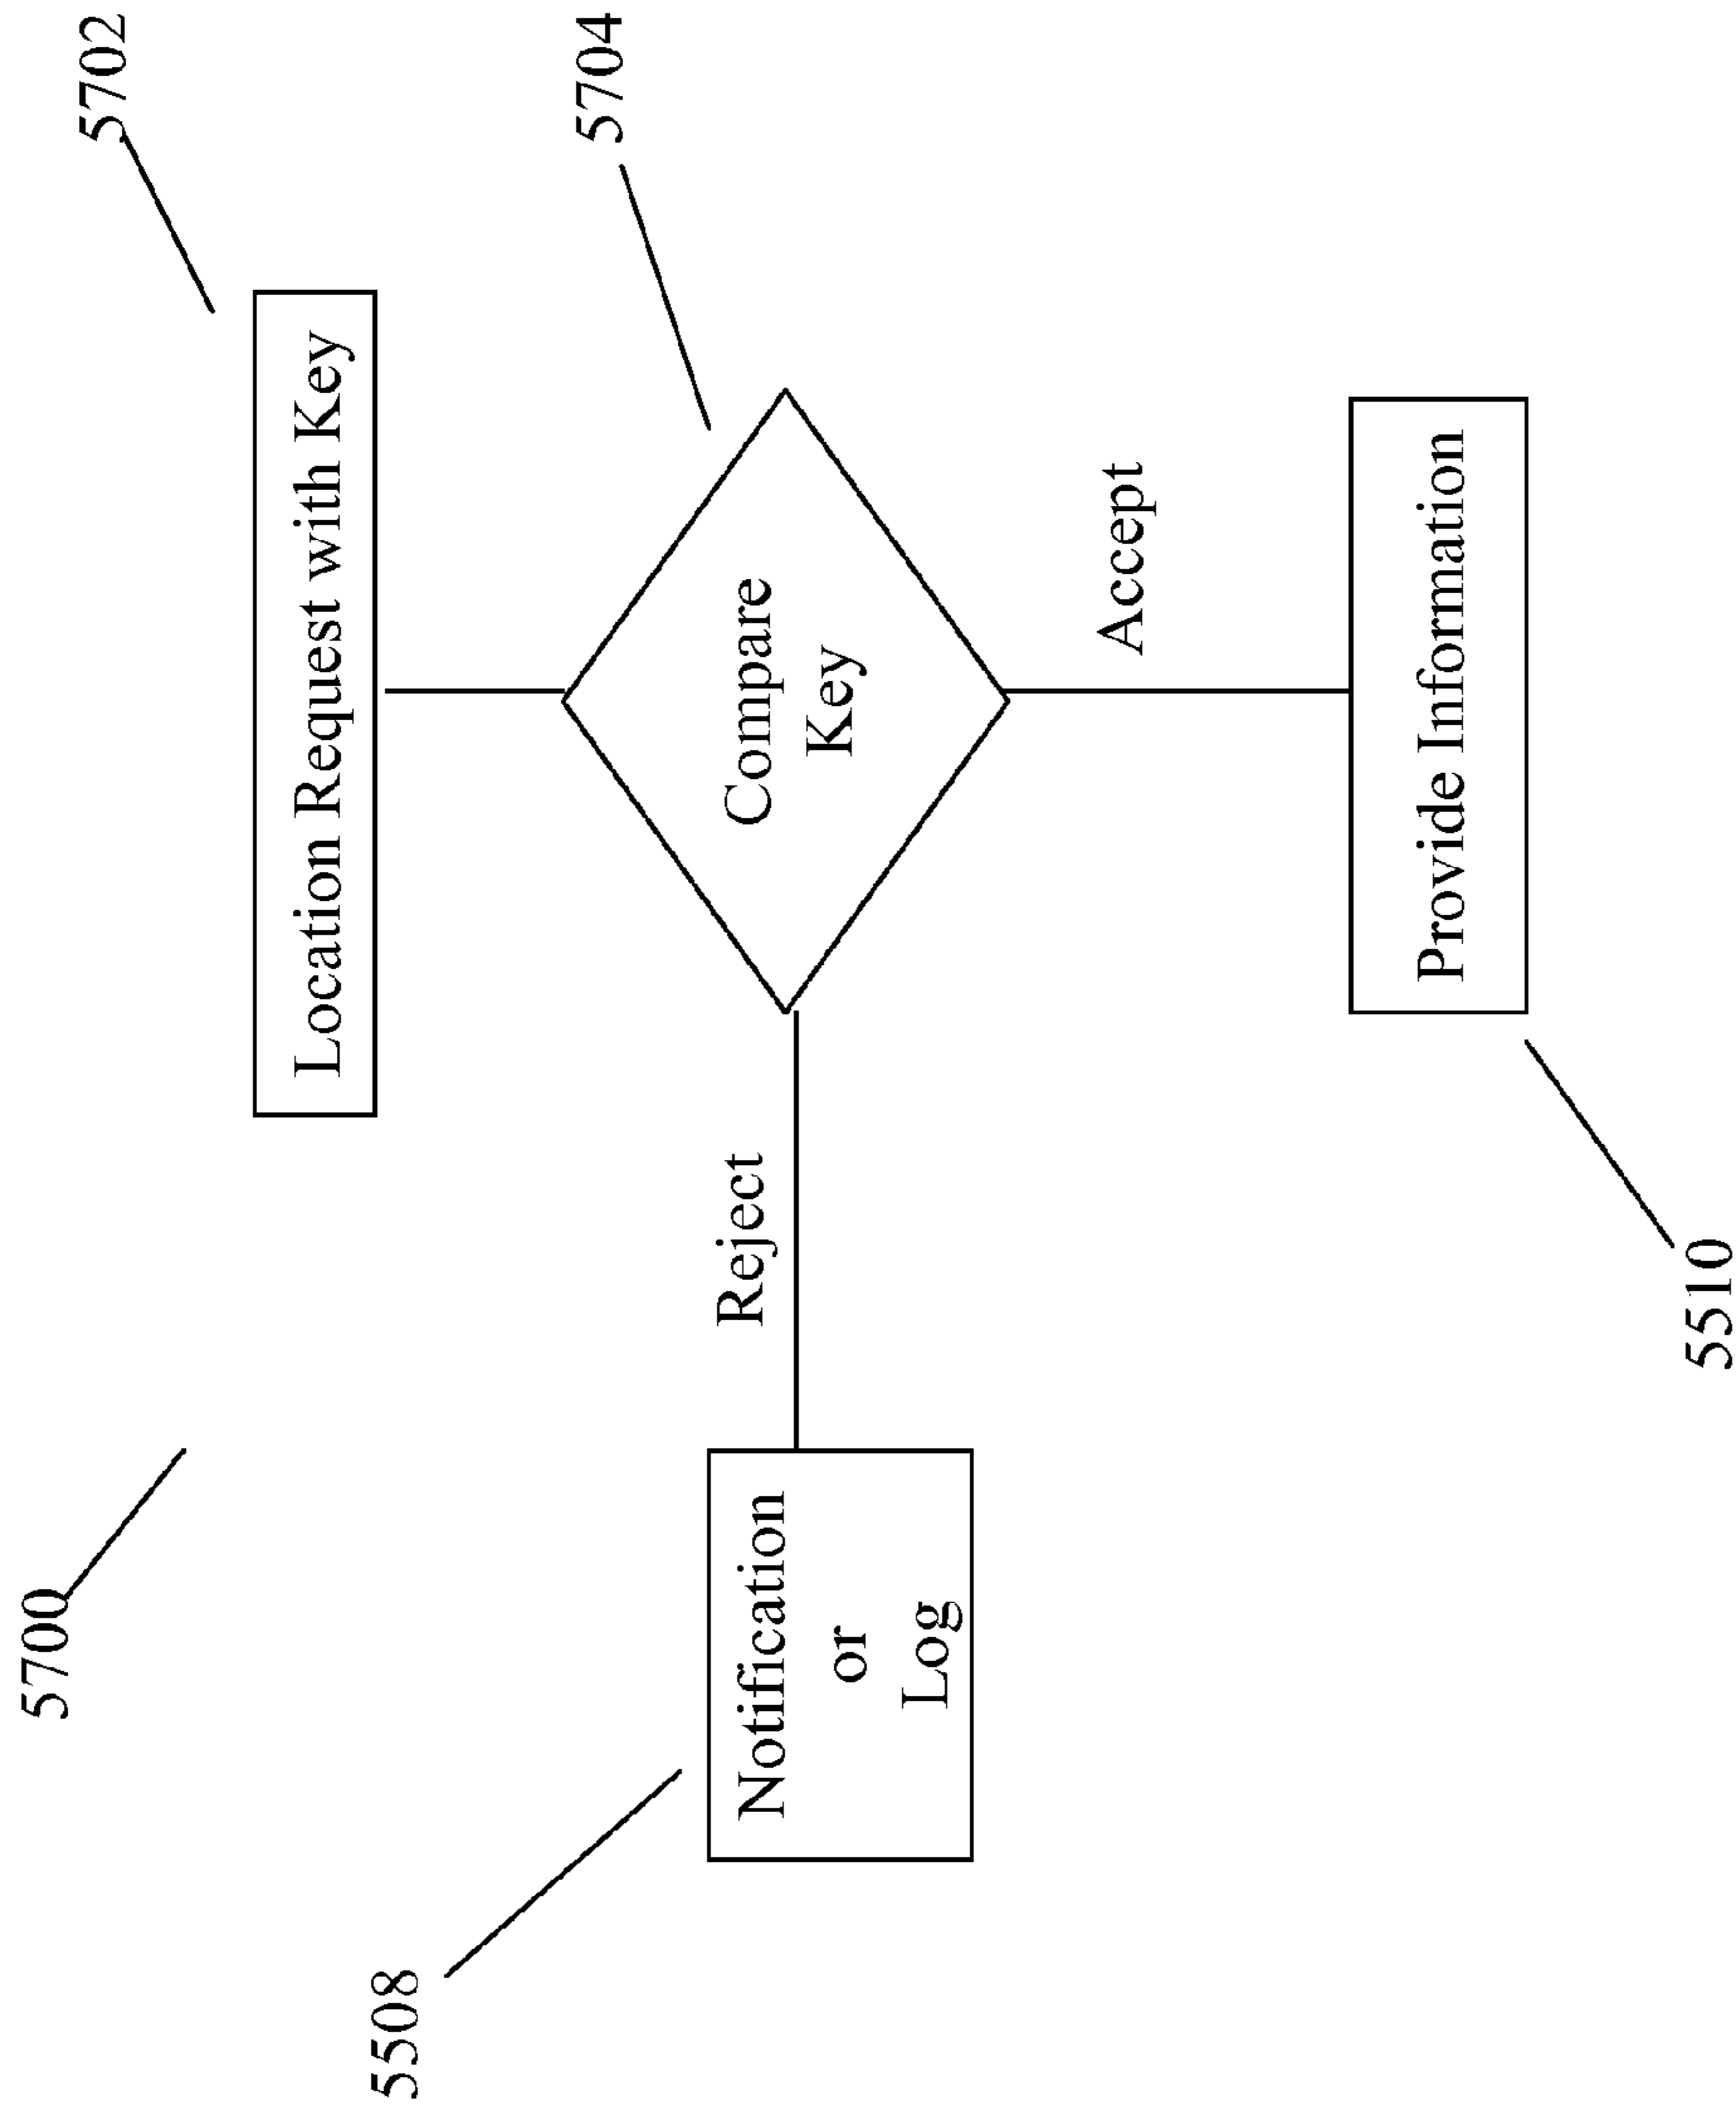 5700
5702
Location Request with Key
5704
Compare
Key
Reject
Accept
5508
Notification
or
Log
Provide Information
5510